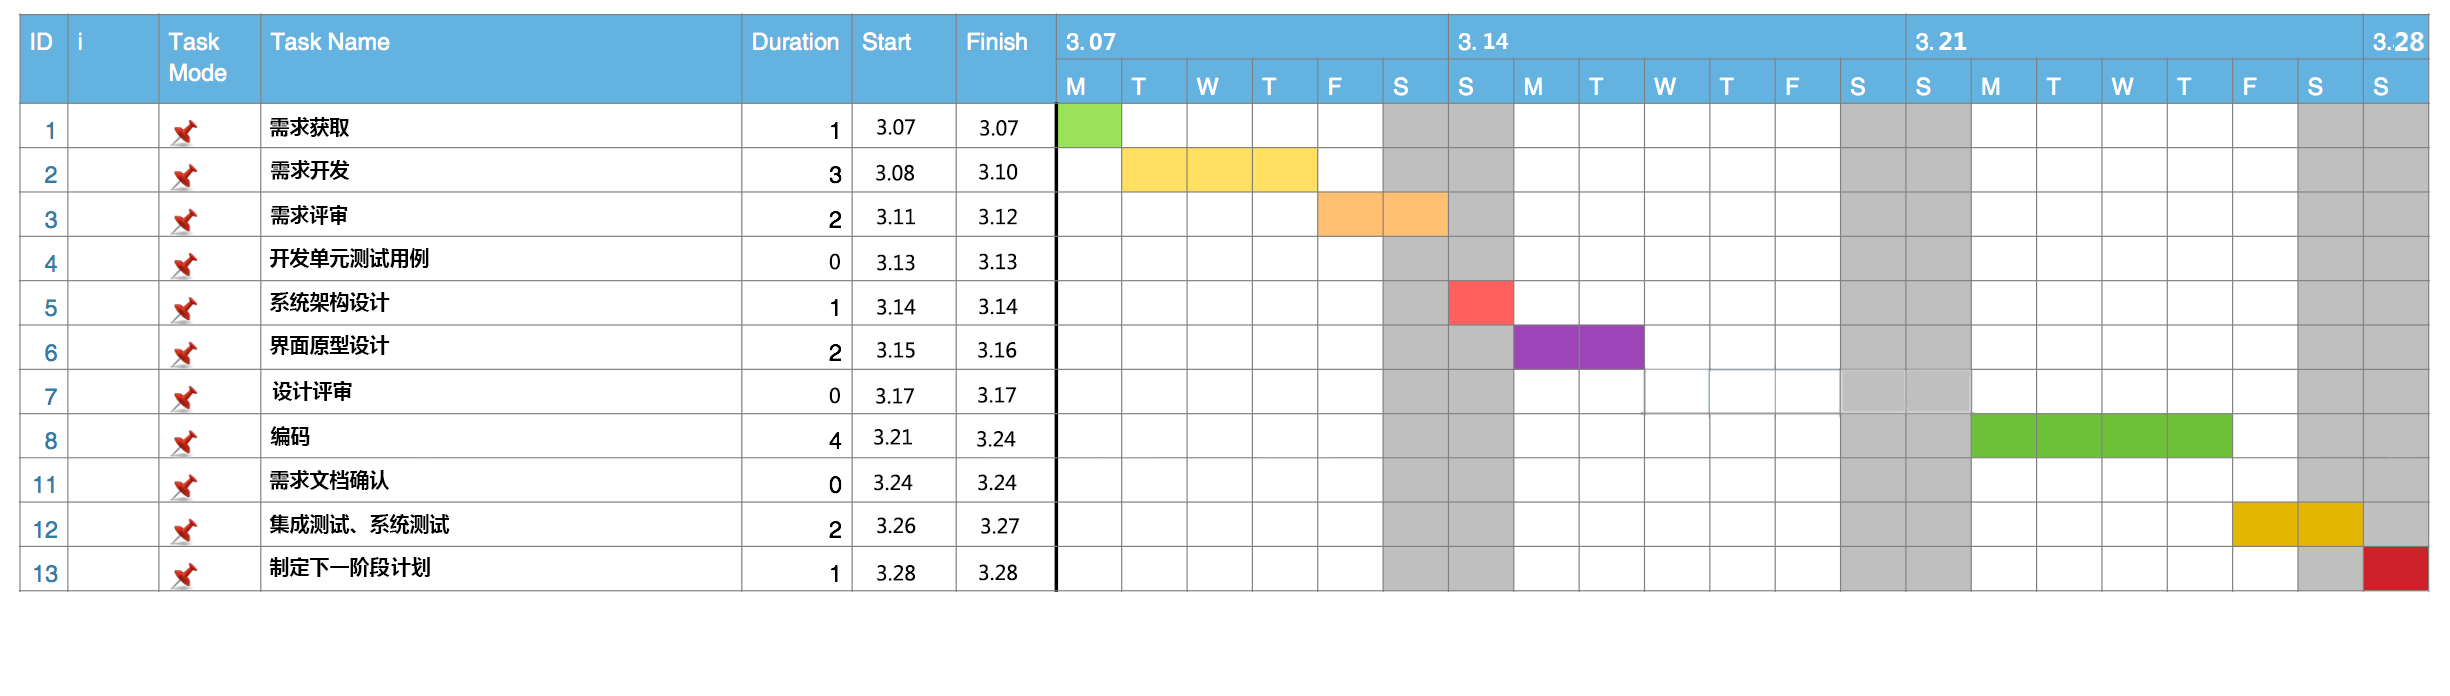 ID i Task Mode Task Name Duration Start Finish 3.07 3.14 3.21 3.28
M T W T F S S M T W T F S S M T W T F S S
1 需求获取 1 3.07 3.07
2 需求开发 3 3.08 3.10
3 需求评审 2 3.11 3.12
4 开发单元测试用例 0 3.13 3.13
5 系统架构设计 1 3.14 3.14
6 界面原型设计 2 3.15 3.16
7 设计评审 0 3.17 3.17
8 编码 4 3.21 3.24
11 需求文档确认 0 3.24 3.24
12 集成测试、系统测试 2 3.26 3.27
13 制定下一阶段计划 1 3.28 3.28